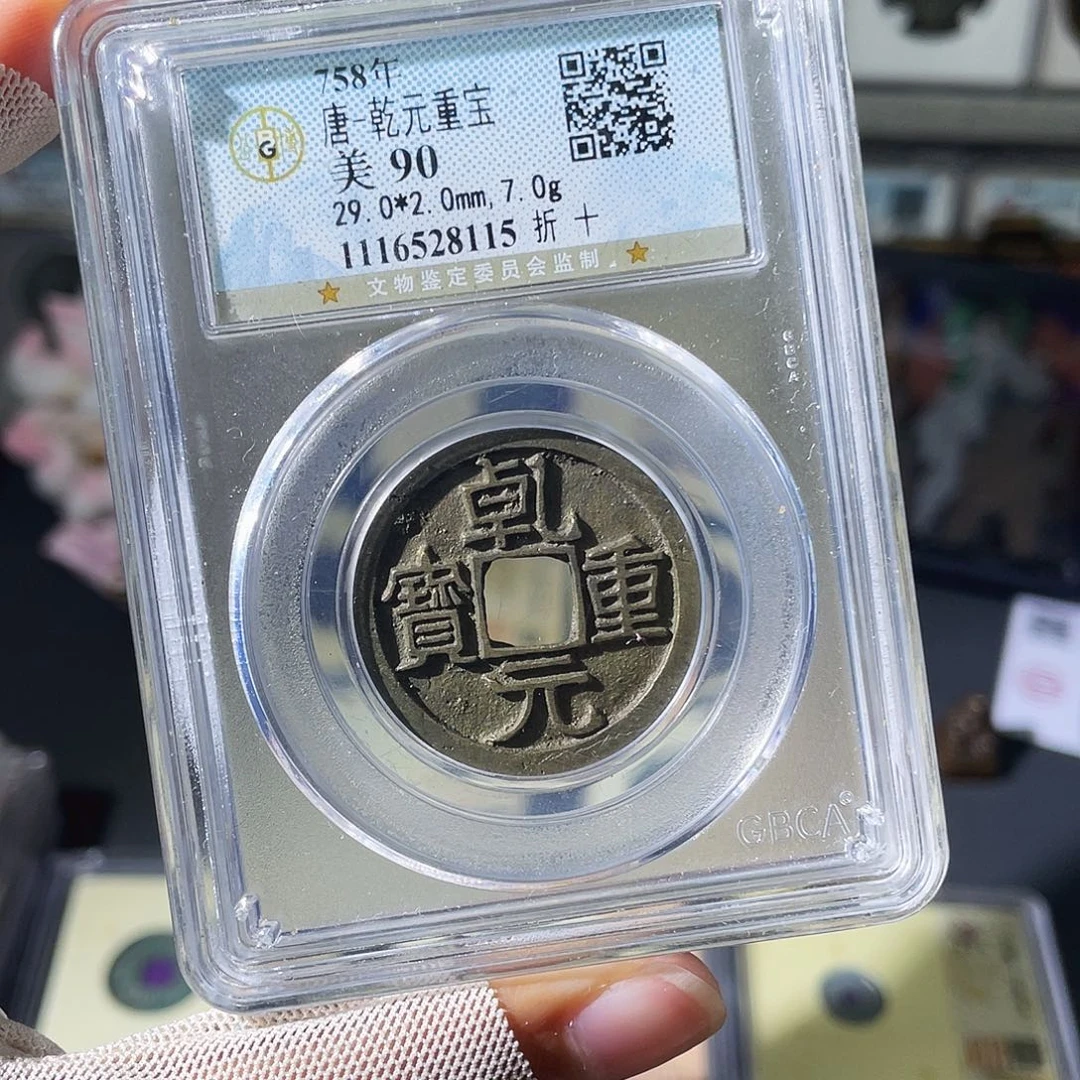 758年
唐-乾元重宝
美 90
29.0*2.0mm, 7.0g
1116528115 折十
文物鉴定委员会监制
GBCA
乾
寶 重
元
GBCA